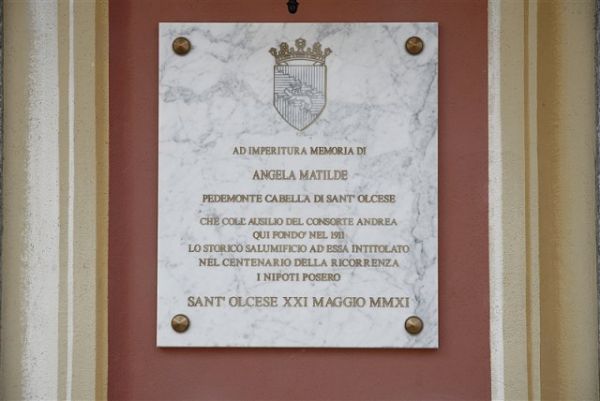 AD IMPERITURA MEMORIA DI
ANGELA MATILDE
PEDEMONTE CABELLA DI SANT' OLCESE
CHE COLL' AUSILIO DEL CONSORTE ANDREA
QUI FONDO' NEL 1911
LO STORICO SALUMIFICIO AD ESSA INTITOLATO
NEL CENTENARIO DELLA RICORRENZA
I NIPOTI POSERO
SANT' OLCESE XXI MAGGIO MMXI